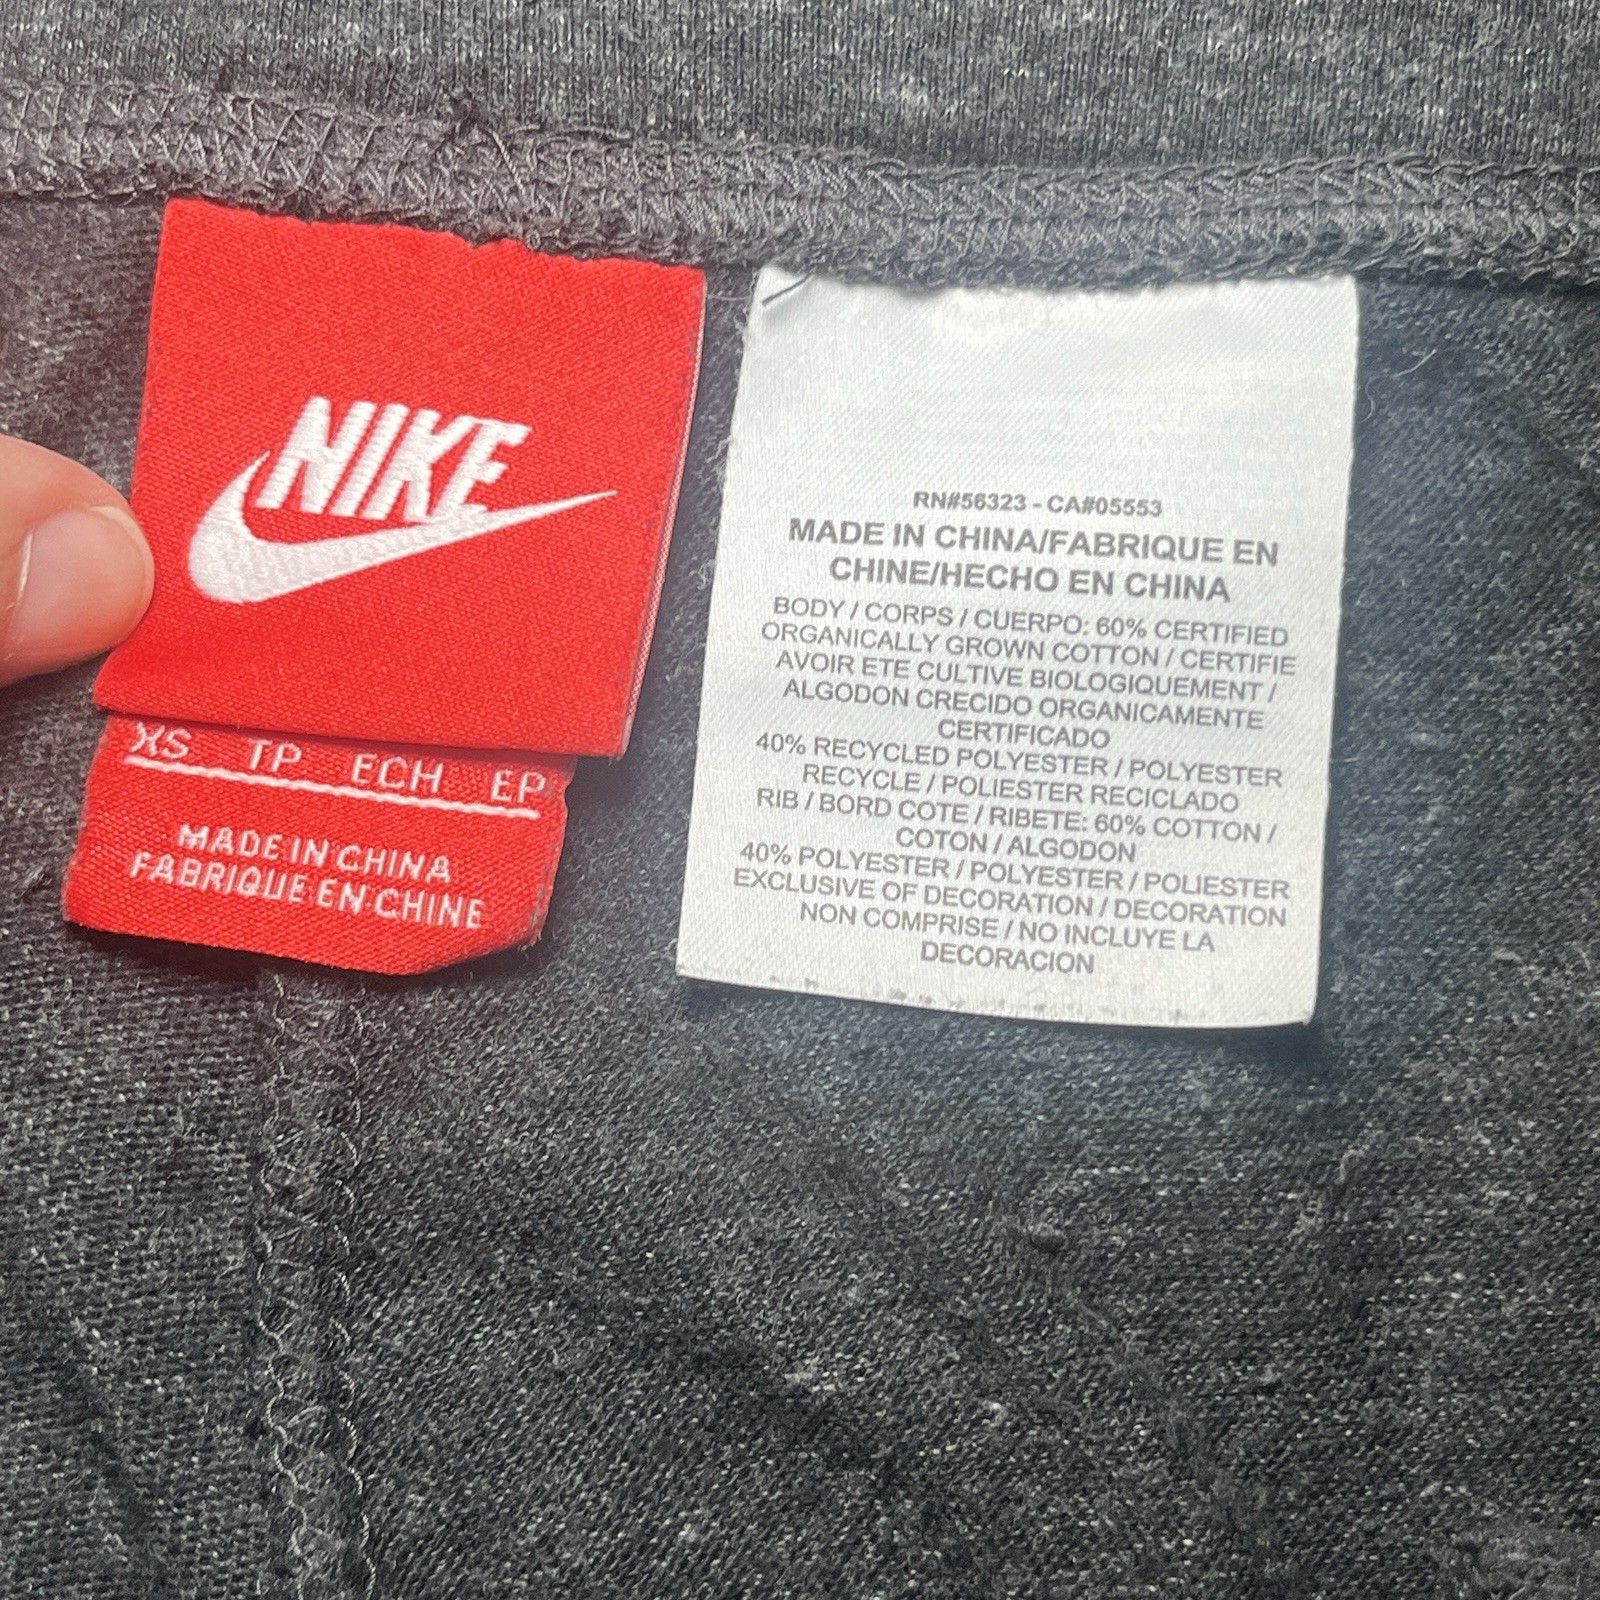 NIKE
XS TP ECH EP
MADE IN CHINA
FABRIQUE EN CHINE
RN#56323 - CA#05553
MADE IN CHINA/FABRIQUE EN
CHINE/HECHO EN CHINA
BODY / CORPS / CUERPO: 60% CERTIFIED
ORGANICALLY GROWN COTTON / CERTIFIE
AVOIR ETE CULTIVE BIOLOGIQUEMENT /
ALGODON CRECIDO ORGANICAMENTE
CERTIFICADO
40% RECYCLED POLYESTER / POLYESTER
RECYCLE / POLIESTER RECICLADO
RIB / BORD COTE / RIBETE: 60% COTTON /
COTON / ALGODON
40% POLYESTER / POLYESTER / POLIESTER
EXCLUSIVE OF DECORATION / DECORATION
NON COMPRISE / NO INCLUYE LA
DECORACION